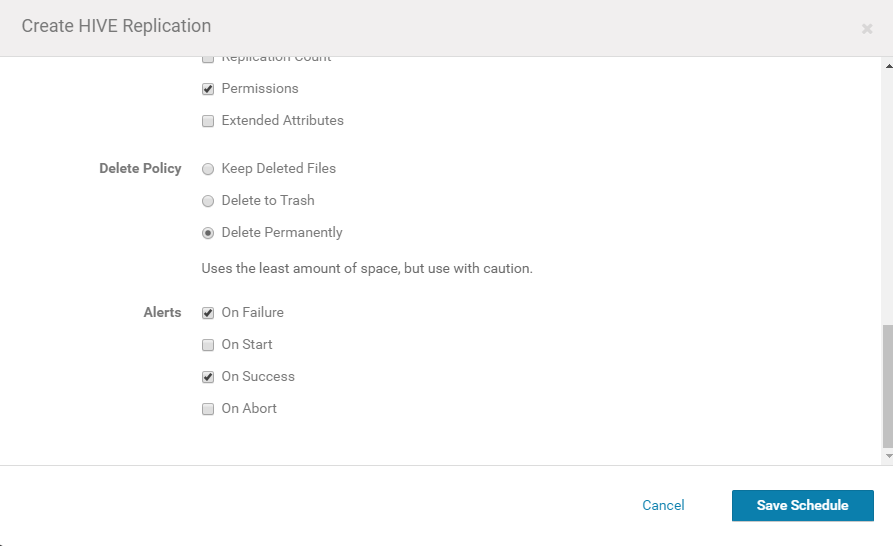 Create HIVE Replication
Replication Count
Permissions
Extended Attributes
Delete Policy Keep Deleted Files
Delete to Trash
Delete Permanently
Uses the least amount of space, but use with caution.
Alerts On Failure
On Start
On Success
On Abort
Cancel Save Schedule